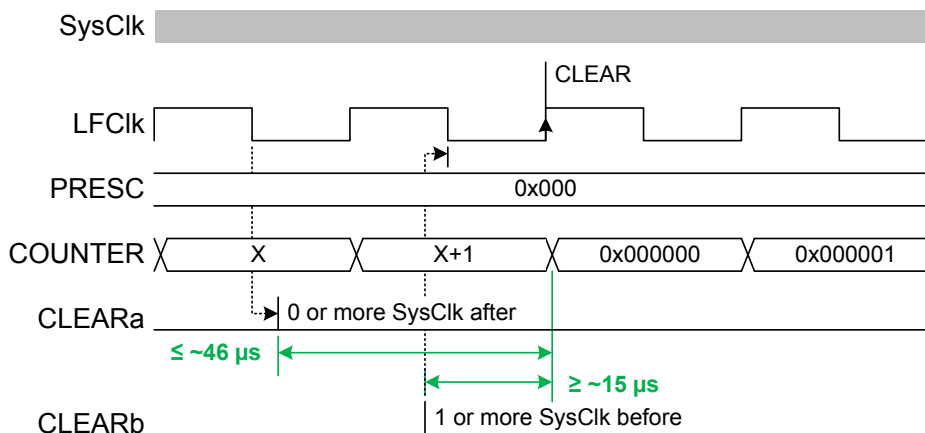 SysClk
CLEAR
LFClk
PRESC
0x000
COUNTER
X
X+1
0x000000
0x000001
CLEARa
0 or more SysClk after
≤ ~46 µs
≥ ~15 µs
CLEARb
1 or more SysClk before